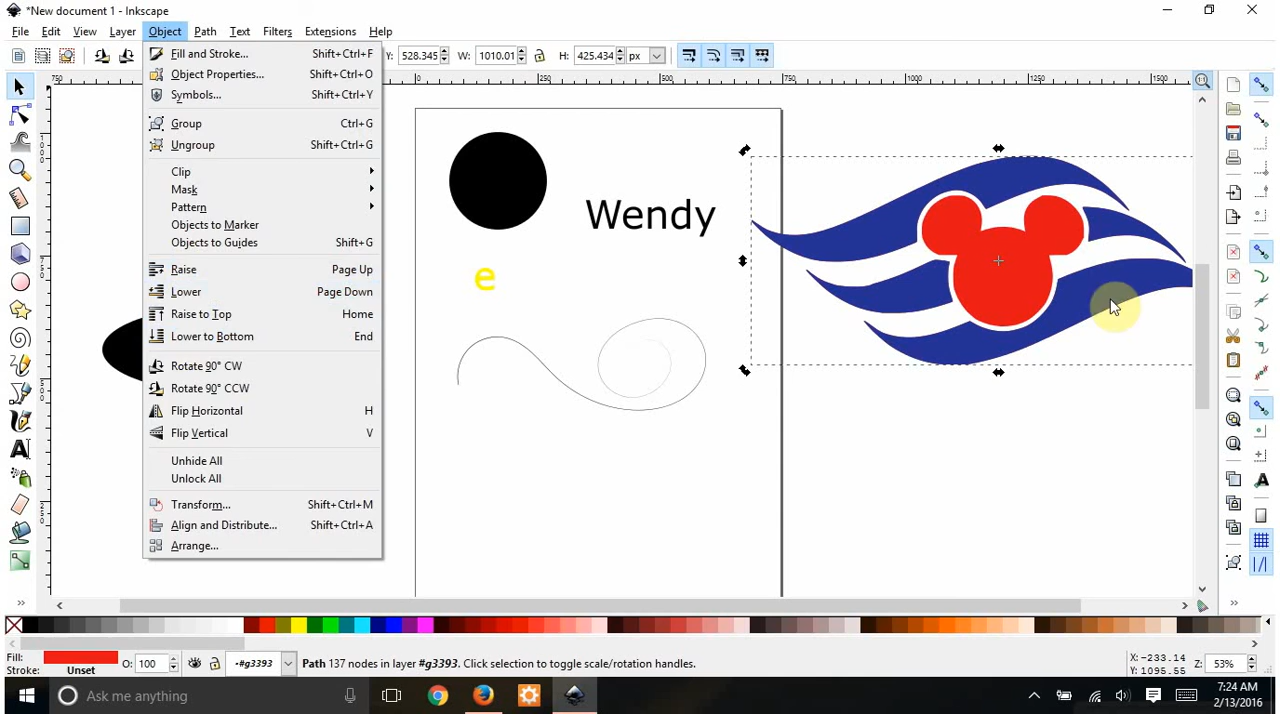 *New document 1 - Inkscape
File Edit View Layer Object Path Text Filters Extensions Help
Y: 528.345 W: 1010.01 H: 425.434 px
Fill and Stroke... Shift+Ctrl+F
Object Properties... Shift+Ctrl+O
Symbols... Shift+Ctrl+Y
Group Ctrl+G
Ungroup Shift+Ctrl+G
Clip
Mask
Pattern
Objects to Marker
Objects to Guides Shift+G
Raise Page Up
Lower Page Down
Raise to Top Home
Lower to Bottom End
Rotate 90° CW
Rotate 90° CCW
Flip Horizontal H
Flip Vertical V
Unhide All
Unlock All
Transform... Shift+Ctrl+M
Align and Distribute... Shift+Ctrl+A
Arrange...
750 0 250 500 750 1000 1250 1500
Wendy
e
Fill: O: 100 #g3393 Path 137 nodes in layer #g3393. Click selection to toggle scale/rotation handles. X: -233.14 Z: 53%
Stroke: Unset Y: 1095.55
Ask me anything
7:24 AM
2/13/2016